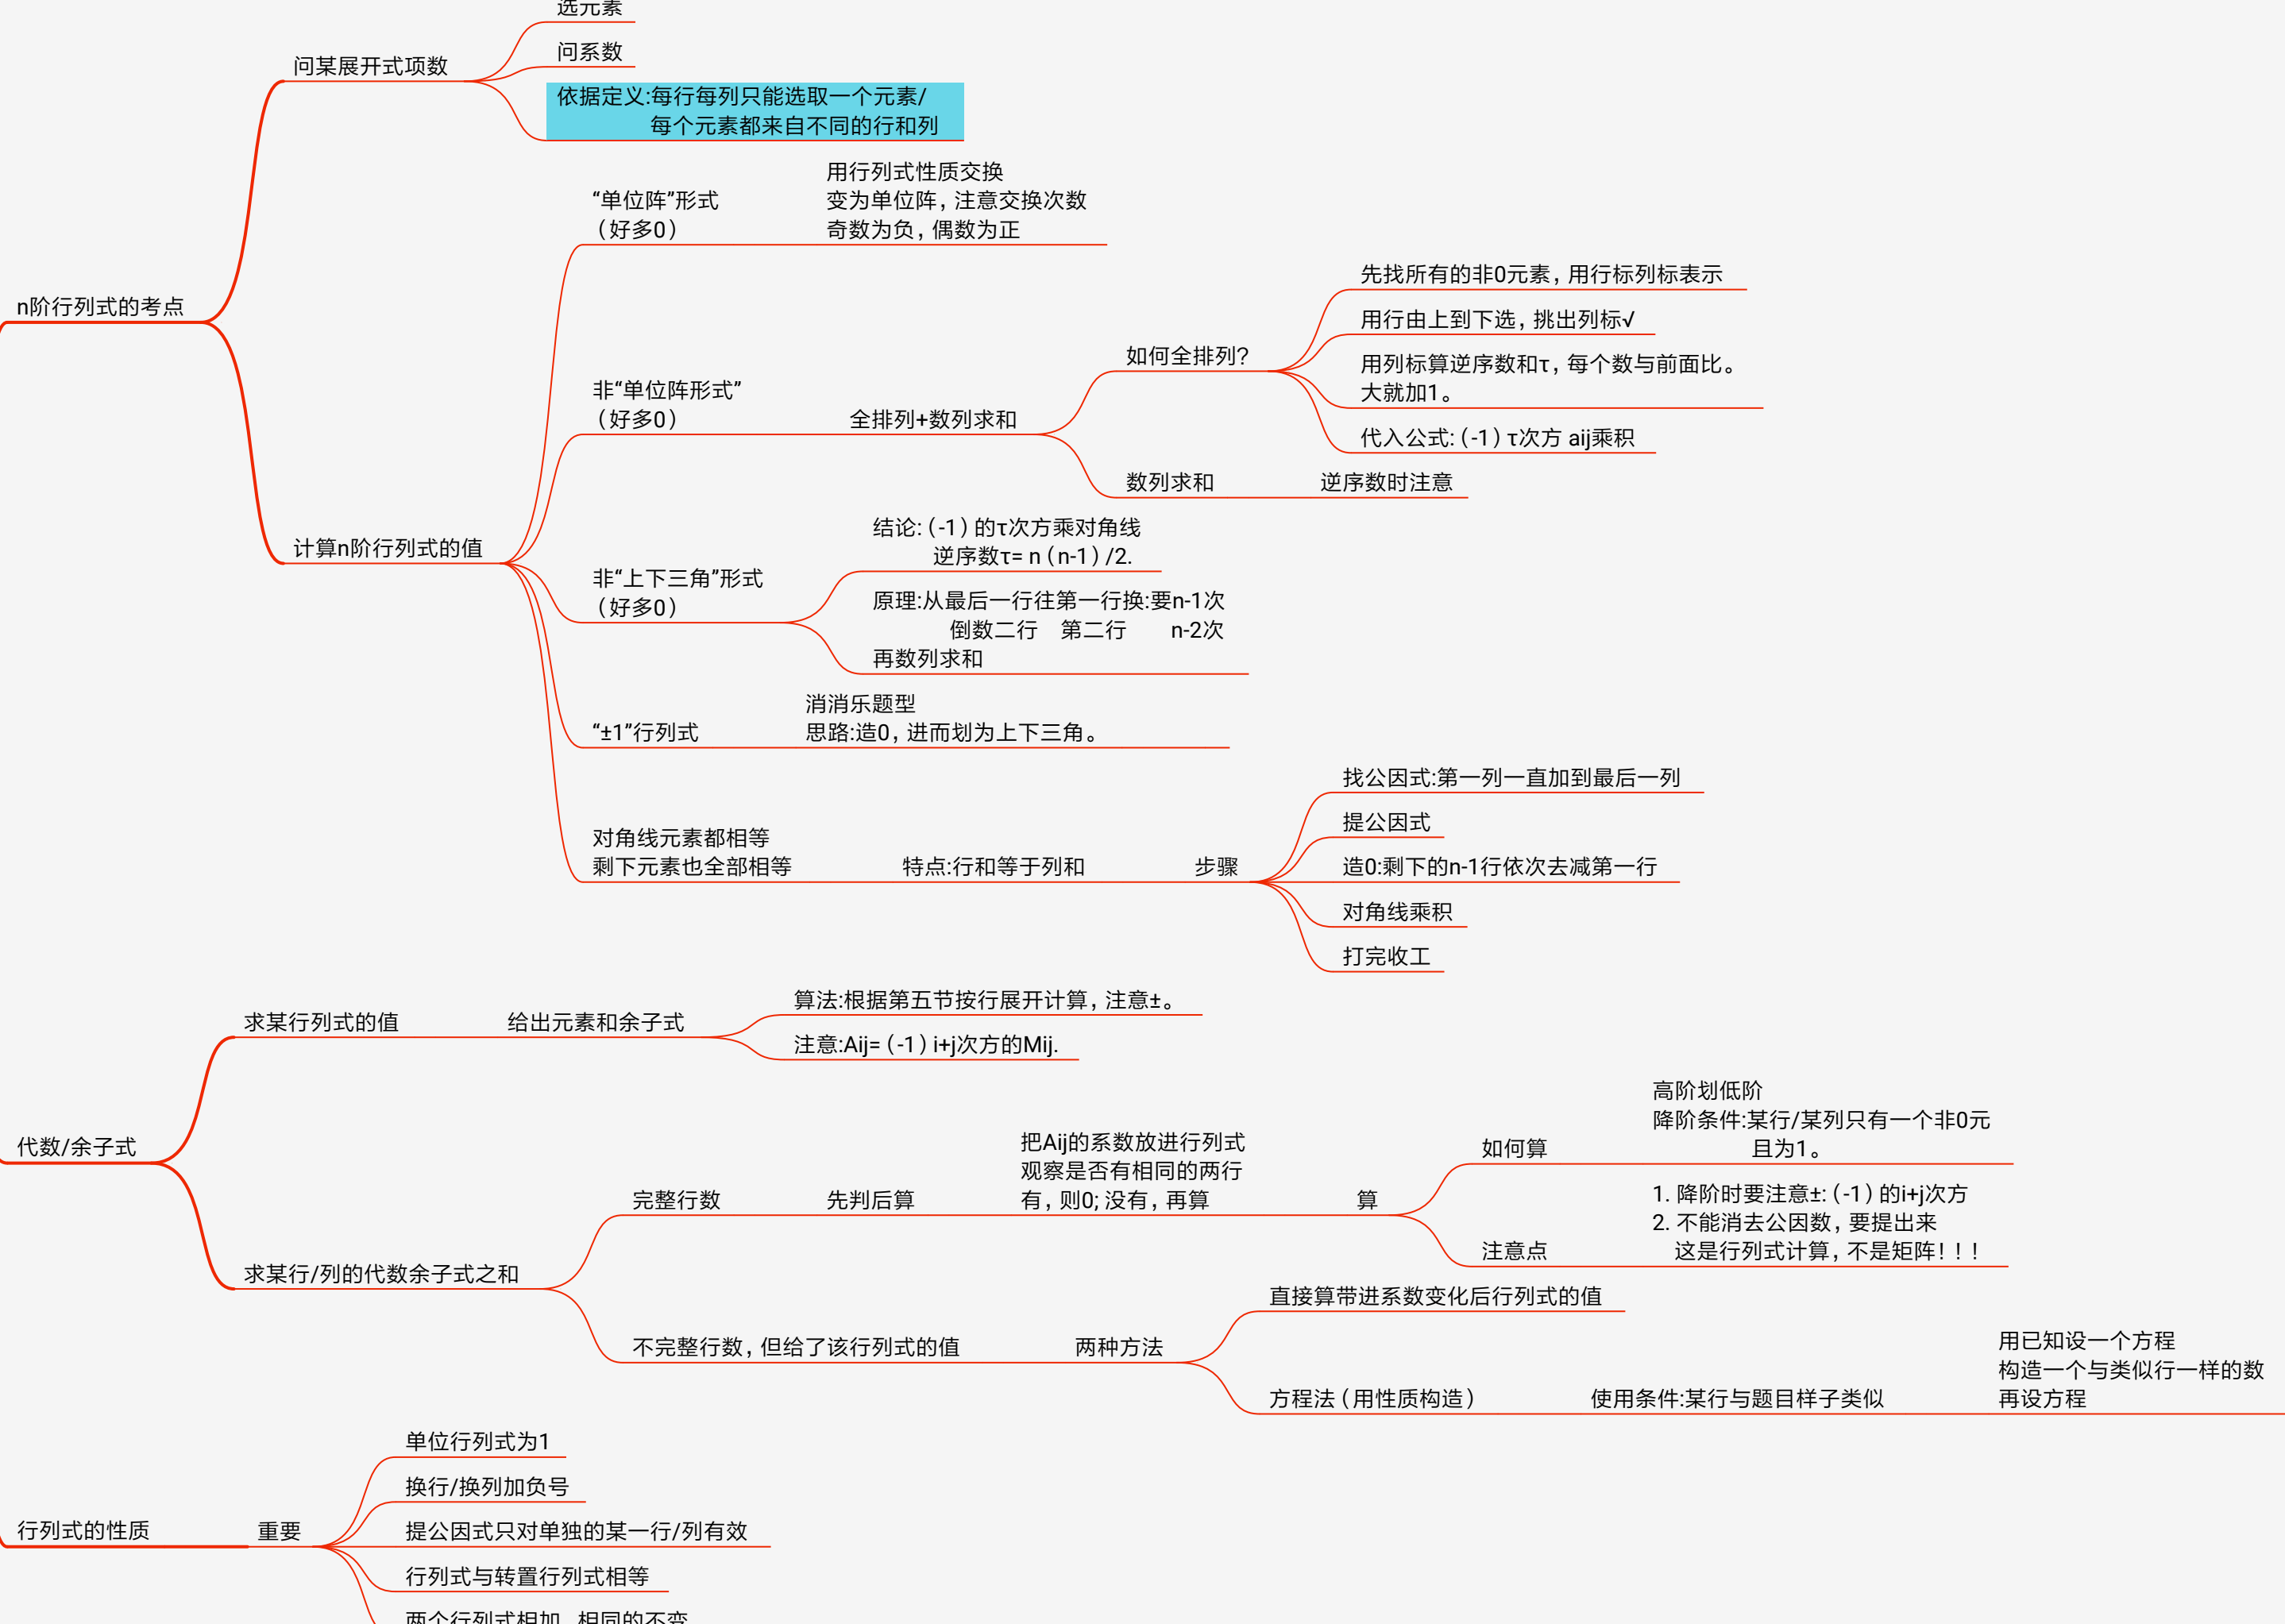 选元素
问系数
问某展开式项数
依据定义:每行每列只能选取一个元素/
每个元素都来自不同的行和列
n阶行列式的考点
计算n阶行列式的值
“单位阵”形式
（好多0）
用行列式性质交换
变为单位阵，注意交换次数
奇数为负，偶数为正
非“单位阵形式”
（好多0）
全排列+数列求和
如何全排列?
先找所有的非0元素，用行标列标表示
用行由上到下选，挑出列标√
用列标算逆序数和τ，每个数与前面比。
大就加1。
代入公式:（-1）τ次方 aij乘积
数列求和
逆序数时注意
非“上下三角”形式
（好多0）
结论:（-1）的τ次方乘对角线
逆序数τ= n（n-1）/2.
原理:从最后一行往第一行换:要n-1次
倒数二行 第二行 n-2次
再数列求和
“±1”行列式
消消乐题型
思路:造0，进而划为上下三角。
对角线元素都相等
剩下元素也全部相等
特点:行和等于列和
步骤
找公因式:第一列一直加到最后一列
提公因式
造0:剩下的n-1行依次去减第一行
对角线乘积
打完收工
代数/余子式
求某行列式的值
给出元素和余子式
算法:根据第五节按行展开计算，注意±。
注意:Aij=（-1）i+j次方的Mij.
求某行/列的代数余子式之和
完整行数
先判后算
把Aij的系数放进行列式
观察是否有相同的两行
有，则0; 没有，再算
算
如何算
高阶划低阶
降阶条件:某行/某列只有一个非0元
且为1。
注意点
1. 降阶时要注意±:（-1）的i+j次方
2. 不能消去公因数，要提出来
这是行列式计算，不是矩阵！！！
不完整行数，但给了该行列式的值
两种方法
直接算带进系数变化后行列式的值
方程法（用性质构造）
使用条件:某行与题目样子类似
用已知设一个方程
构造一个与类似行一样的数
再设方程
行列式的性质
重要
单位行列式为1
换行/换列加负号
提公因式只对单独的某一行/列有效
行列式与转置行列式相等
两个行列式相加，相同的不变